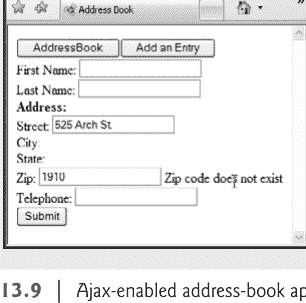 Address Book
AddressBook Add an Entry
First Name:
Last Name:
Address:
Street: 525 Arch St.
City:
State:
Zip: 1910 Zip code does not exist
Telephone:
Submit
13.9 | Ajax-enabled address-book ap